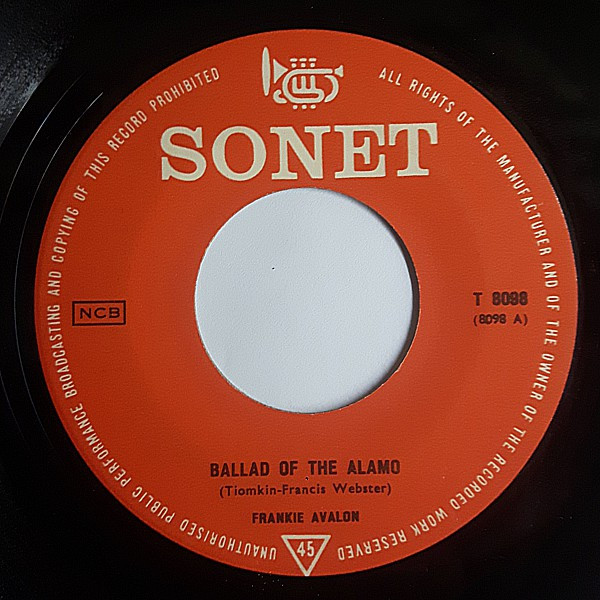 ALL RIGHTS OF THE MANUFACTURER AND OF THE OWNER OF THE RECORDED WORK RESERVED
UNAUTHORISED PUBLIC PERFORMANCE BROADCASTING AND COPYING OF THIS RECORD PROHIBITED
SONET
NCB
T 8098
(8098 A)
BALLAD OF THE ALAMO
(Tiomkin-Francis Webster)
FRANKIE AVALON
45